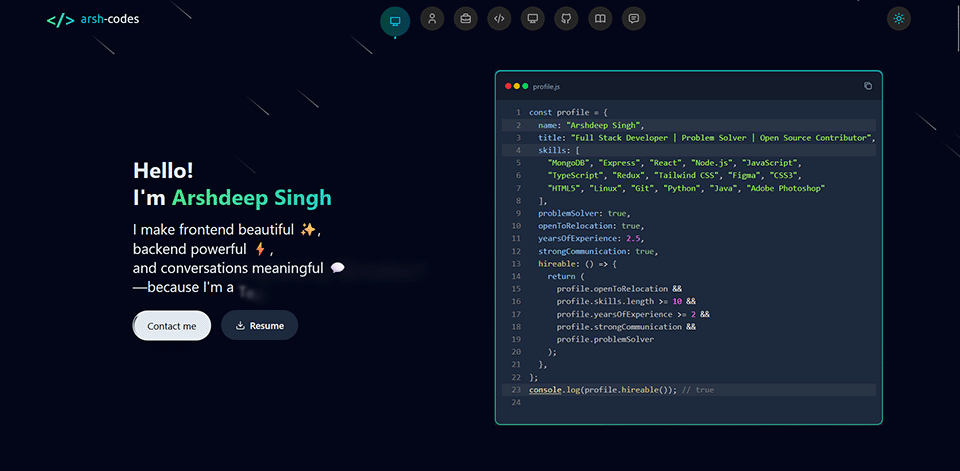 </> arsh-codes
Hello!
I'm Arshdeep Singh
I make frontend beautiful ✨,
backend powerful ⚡,
and conversations meaningful 💬
—because I'm a
Contact me
Resume
profile.js
1 const profile = {
2 name: "Arshdeep Singh",
3 title: "Full Stack Developer | Problem Solver | Open Source Contributor",
4 skills: [
5 "MongoDB", "Express", "React", "Node.js", "JavaScript",
6 "TypeScript", "Redux", "Tailwind CSS", "Figma", "CSS3",
7 "HTML5", "Linux", "Git", "Python", "Java", "Adobe Photoshop"
8 ],
9 problemSolver: true,
10 openToRelocation: true,
11 yearsOfExperience: 2.5,
12 strongCommunication: true,
13 hireable: () => {
14 return (
15 profile.openToRelocation &&
16 profile.skills.length >= 10 &&
17 profile.yearsOfExperience >= 2 &&
18 profile.strongCommunication &&
19 profile.problemSolver
20 );
21 },
22 };
23 console.log(profile.hireable()); // true
24